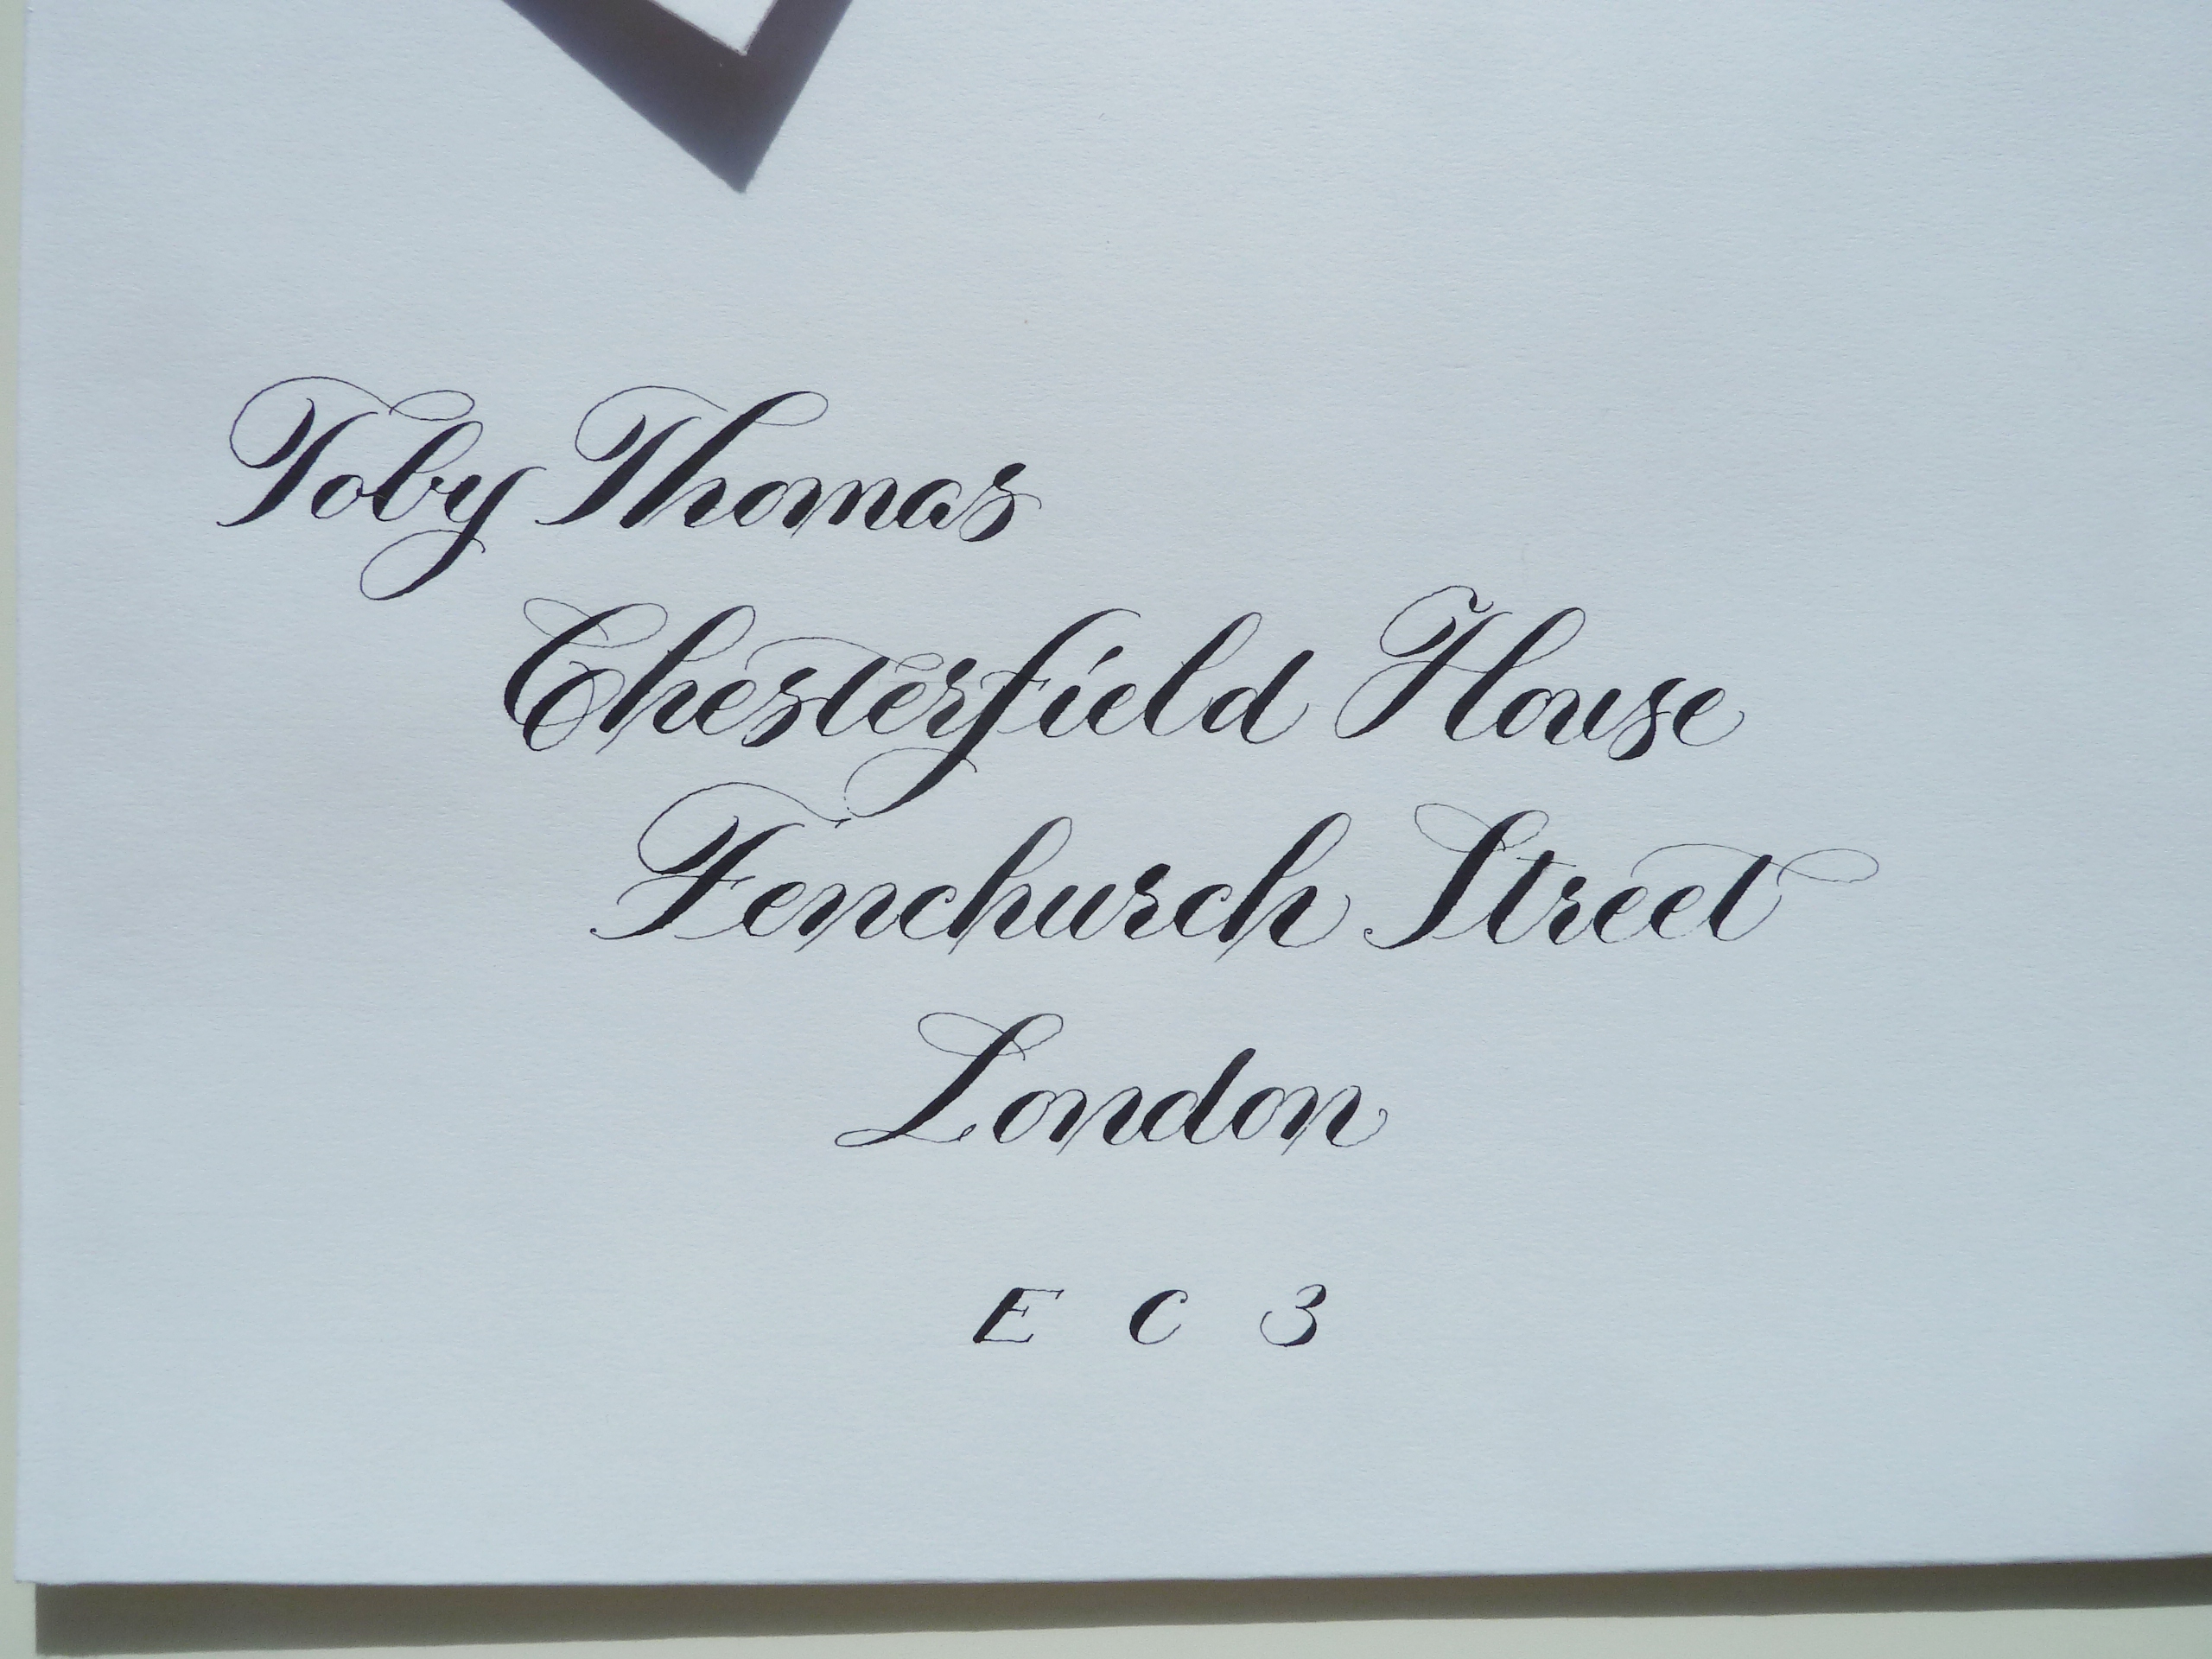 Toby Thomas
Chesterfield House
Fenchurch Street
London
E C 3